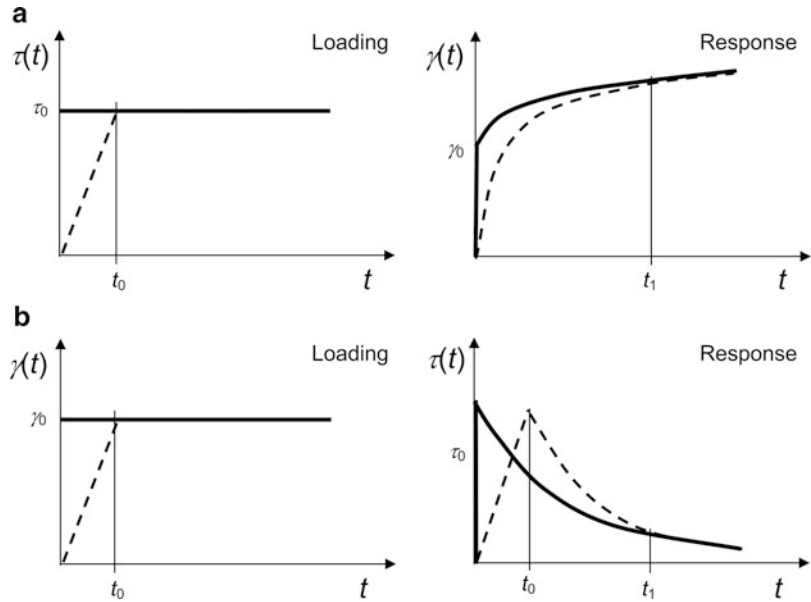 a
τ(t) Loading
τ₀
t₀ t
γ(t) Response
γ₀
t₁ t
b
γ(t) Loading
γ₀
t₀ t
τ(t) Response
τ₀
t₀ t₁ t